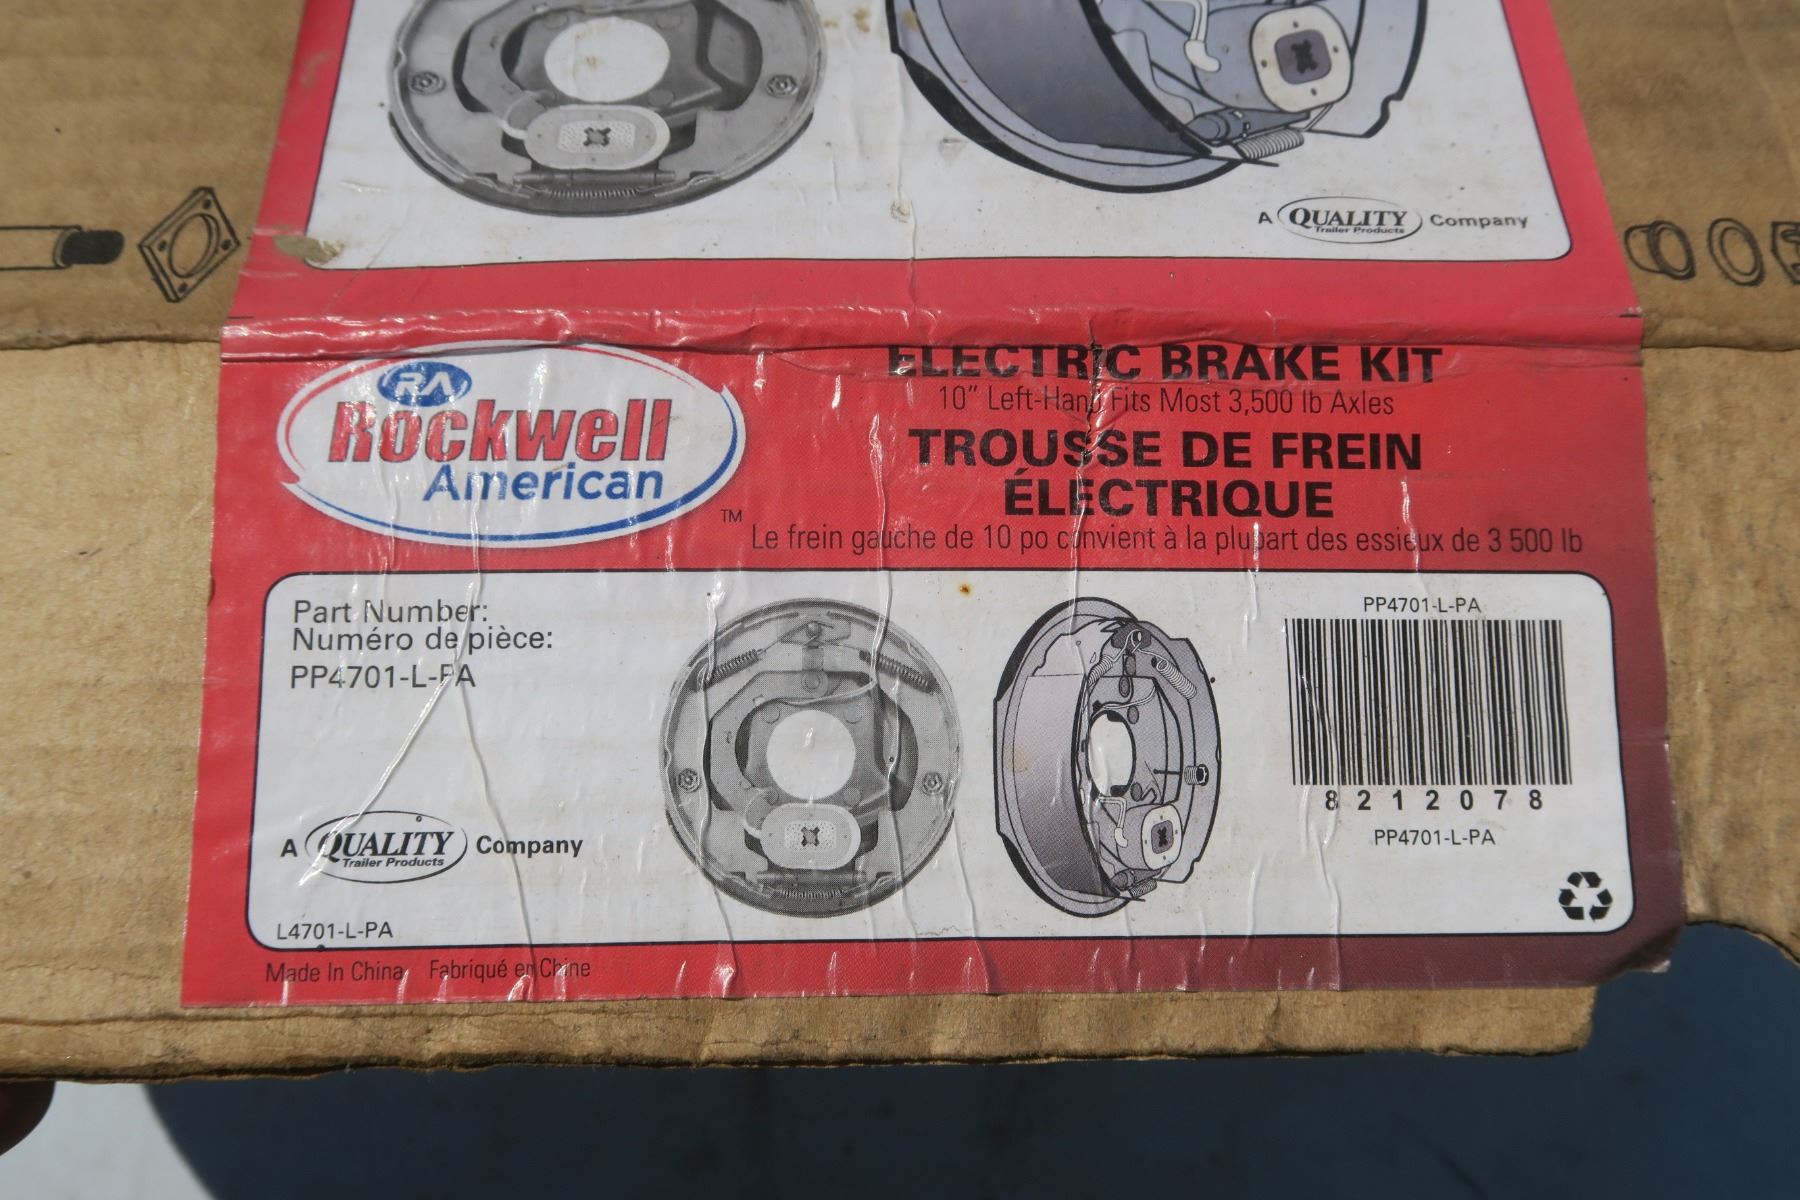 A QUALITY Company
Trailer Products
RA
Rockwell
American
TM
ELECTRIC BRAKE KIT
10" Left-Hand Fits Most 3,500 lb Axles
TROUSSE DE FREIN
ÉLECTRIQUE
Le frein gauche de 10 po convient à la plupart des essieux de 3 500 lb
Part Number:
Numéro de pièce:
PP4701-L-PA
A QUALITY Company
Trailer Products
L4701-L-PA
PP4701-L-PA
8212078
PP4701-L-PA
Made In China Fabriqué en Chine